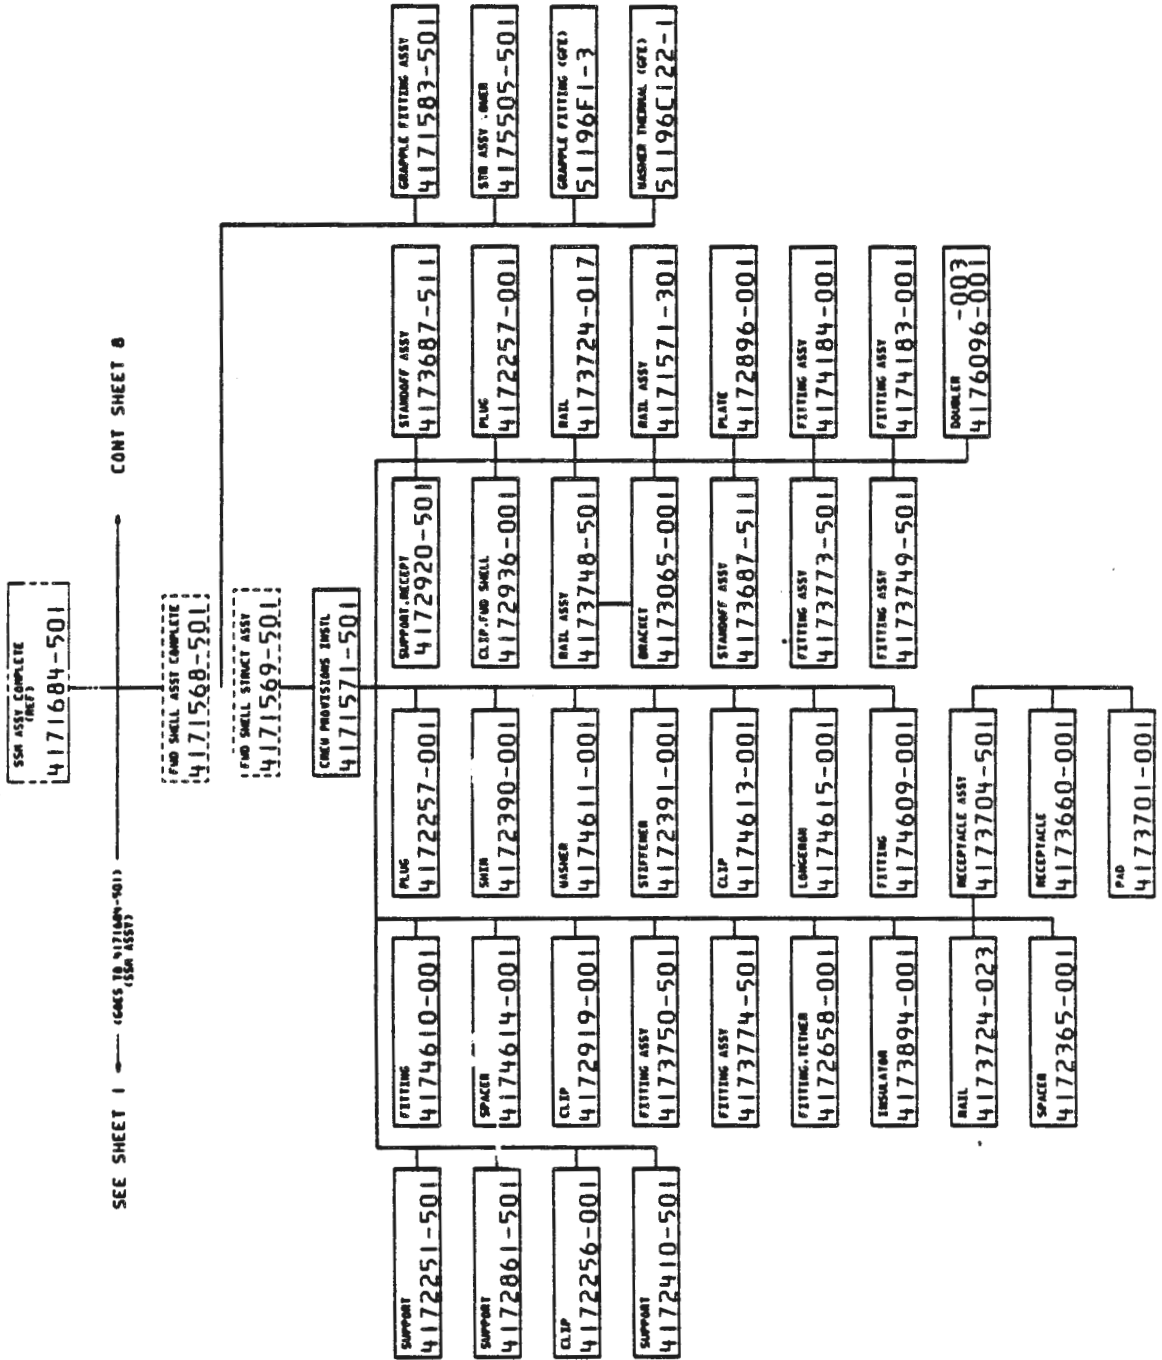 SSM ASSY COMPLETE
(REF)
4171684-501
SEE SHEET 1
(GOES TO 4171684-501)
(SSM ASSY)
CONT SHEET 8
FWD SHELL ASSY COMPLETE
4171568-501
FWD SHELL STRUCT ASSY
4171569-501
CREW PROVISIONS INSTL
4171571-501
SUPPORT
4172251-501
SUPPORT
4172861-501
CLIP
4172256-001
SUPPORT
4172410-501
FITTING
4174610-001
SPACER
4174614-001
CLIP
4172919-001
FITTING ASSY
4173750-501
FITTING ASSY
4173774-501
FITTING,TETHER
4172658-001
INSULATOR
4173894-001
RAIL
4173724-023
SPACER
4172365-001
PLUG
4172257-001
SHIM
4172390-001
WASHER
4174611-001
STIFFENER
4172391-001
CLIP
4174613-001
LONGERON
4174615-001
FITTING
4174609-001
RECEPTACLE ASSY
4173704-501
RECEPTACLE
4173660-001
PAD
4173701-001
SUPPORT,RECEPT
4172920-501
CLIP,FWD SHELL
4172936-001
RAIL ASSY
4173748-501
BRACKET
4173065-001
STANDOFF ASSY
4173687-511
FITTING ASSY
4173773-501
FITTING ASSY
4173749-501
STANDOFF ASSY
4173687-511
PLUG
4172257-001
RAIL
4173724-017
RAIL ASSY
4171571-301
PLATE
4172896-001
FITTING ASSY
4174184-001
FITTING ASSY
4174183-001
DOUBLER -003
4176096-001
GRAPPLE FITTING ASSY
4171583-501
ASSY
4175505-501
GRAPPLE FITTING (GFE)
51196F1-3
WASHER THERMAL (GFE)
51196C122-1